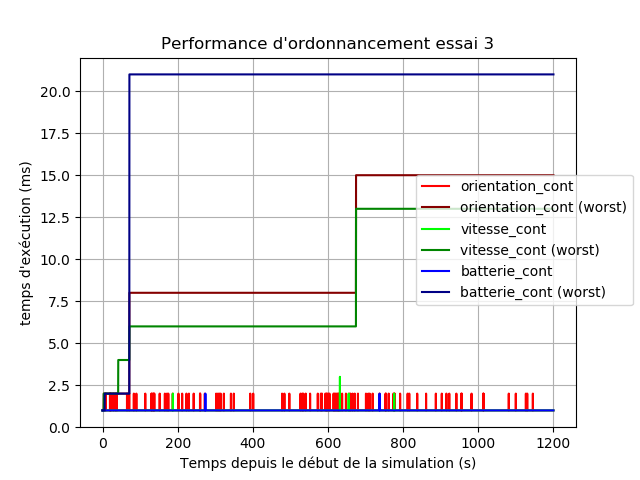 Performance d'ordonnancement essai 3
temps d'exécution (ms)
20.0
17.5
15.0
12.5
10.0
7.5
5.0
2.5
0.0
orientation_cont
orientation_cont (worst)
vitesse_cont
vitesse_cont (worst)
batterie_cont
batterie_cont (worst)
0
200
400
600
800
1000
1200
Temps depuis le début de la simulation (s)